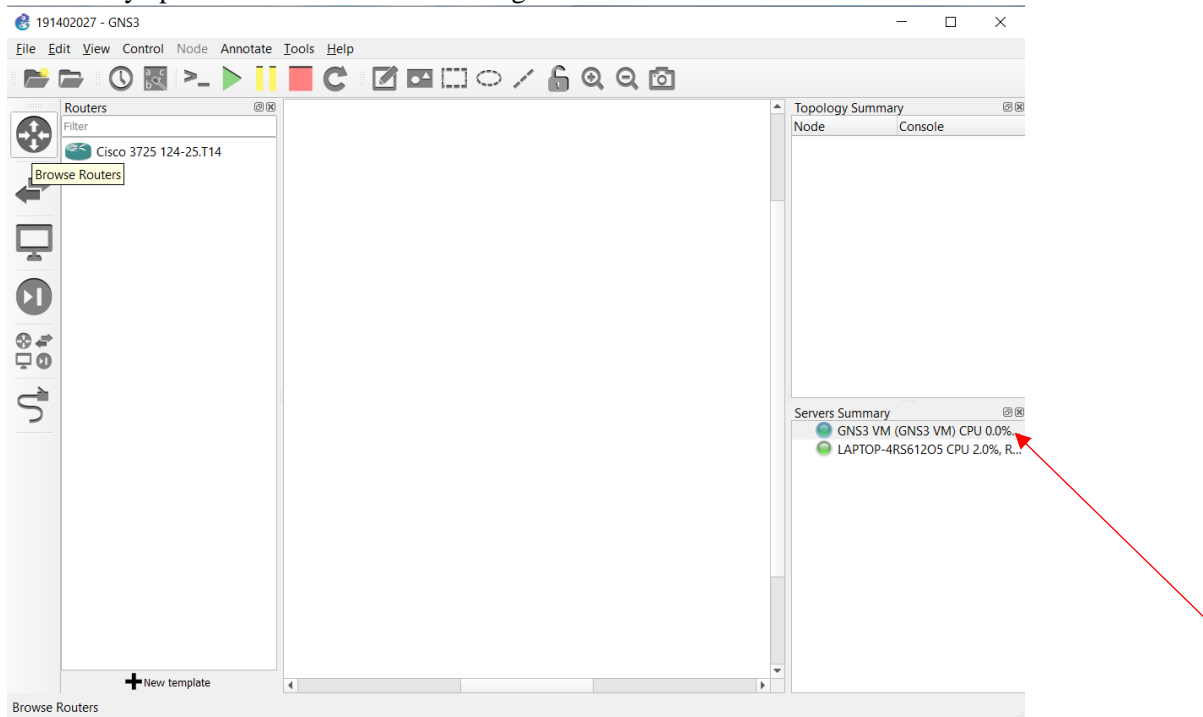 191402027 - GNS3
File Edit View Control Node Annotate Tools Help
Routers
Filter
Cisco 3725 124-25.T14
Browse Routers
New template
Topology Summary
Node Console
Servers Summary
GNS3 VM (GNS3 VM) CPU 0.0%...
LAPTOP-4RS612O5 CPU 2.0%, R...
Browse Routers